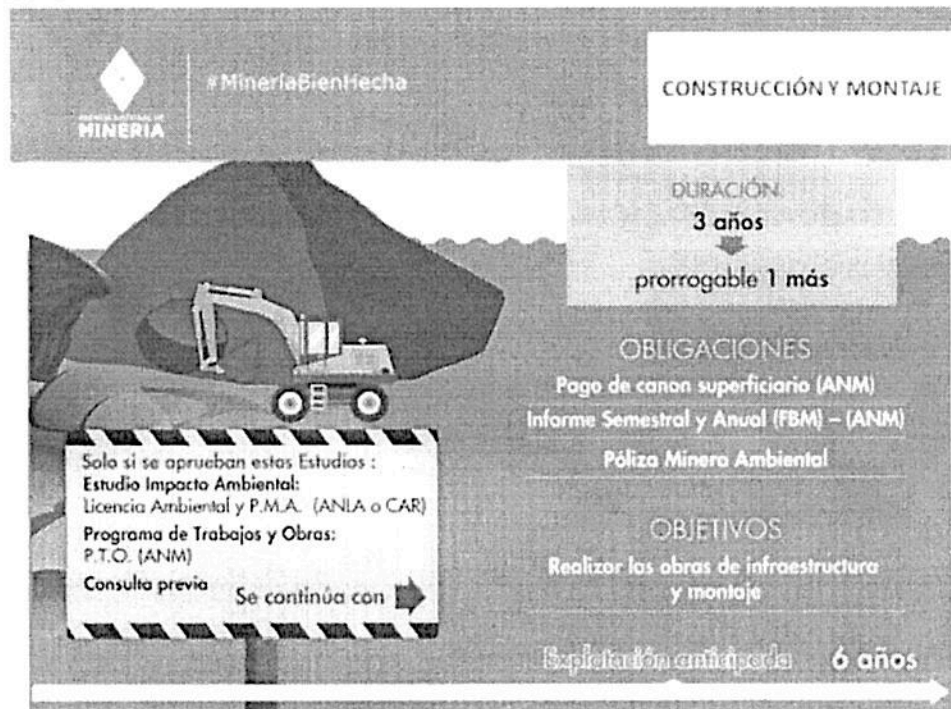 AGENCIA NACIONAL DE
MINERÍA
#MineríaBienHecha
CONSTRUCCIÓN Y MONTAJE
DURACIÓN
3 años
prorrogable 1 más
OBLIGACIONES
Pago de canon superficiario (ANM)
Informe Semestral y Anual (FBM) – (ANM)
Póliza Minera Ambiental
Solo si se aprueban estos Estudios :
Estudio Impacto Ambiental:
Licencia Ambiental y P.M.A. (ANLA o CAR)
Programa de Trabajos y Obras:
P.T.O. (ANM)
Consulta previa
Se continúa con
OBJETIVOS
Realizar las obras de infraestructura
y montaje
Explotación anticipada 6 años